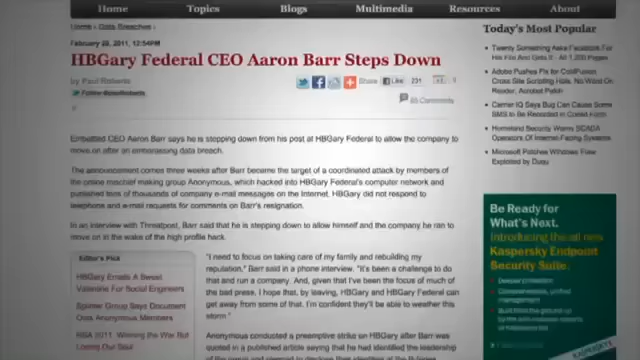 Home Topics Blogs Multimedia Resources About
Home » Data Breaches »
February 28, 2011, 12:54PM
HBGary Federal CEO Aaron Barr Steps Down
by Paul Roberts
Share Like 231
Comments
Embattled CEO Aaron Barr says he is stepping down from his post at HBGary Federal to allow the company to
move on after an embarassing data breach.
The announcement comes three weeks after Barr became the target of a coordinated attack by members of
the online mischief making group Anonymous, which hacked into HBGary Federal's computer network and
published tens of thousands of company e-mail messages on the Internet. HBGary did not respond to
telephone and e-mail requests for comments on Barr's resignation.
In an interview with Threatpost, Barr said that he is stepping down to allow himself and the company he ran to
move on in the wake of the high profile hack.
Editor's Pick
HBGary Emails A Sweet
Valentine For Social Engineers
Splinter Group Says Document
Outs Anonymous Members
RSA 2011: Winning the War But
Losing Our Soul
"I need to focus on taking care of my family and rebuilding my
reputation," Barr said in a phone interview. "It's been a challenge to do
that and run a company. And, given that I've been the focus of much of
the bad press, I hope that, by leaving, HBGary and HBGary Federal can
get away from some of that. I'm confident they'll be able to weather this
storm."
Anonymous conducted a preemptive strike on HBGary after Barr was
quoted in a published article saying that he had identified the leadership
Today's Most Popular
Twenty Something Asks Facebook For
His File And Gets It - All 1,200 Pages
Adobe Pushes Fix for ColdFusion
Cross Site Scripting Hole, No Word On
Reader, Acrobat Patch
Carrier IQ Says Bug Can Cause Some
SMS to Be Recorded in Coded Form
Homeland Security Warns SCADA
Operators Of Internet-Facing Systems
Microsoft Patches Windows Flaw
Exploited by Duqu
Be Ready for
What's Next.
Introducing the all new
Kaspersky Endpoint
Security Suite.
Deeper protection
management